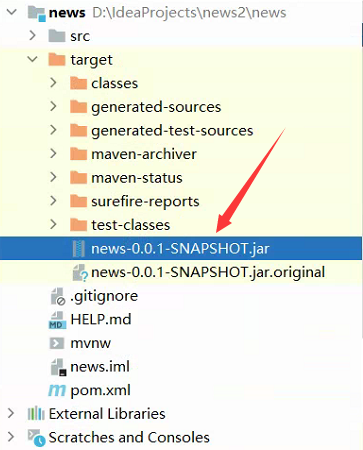 news D:\IdeaProjects\news2\news
src
target
classes
generated-sources
generated-test-sources
maven-archiver
maven-status
surefire-reports
test-classes
news-0.0.1-SNAPSHOT.jar
news-0.0.1-SNAPSHOT.jar.original
.gitignore
HELP.md
mvnw
news.iml
pom.xml
External Libraries
Scratches and Consoles